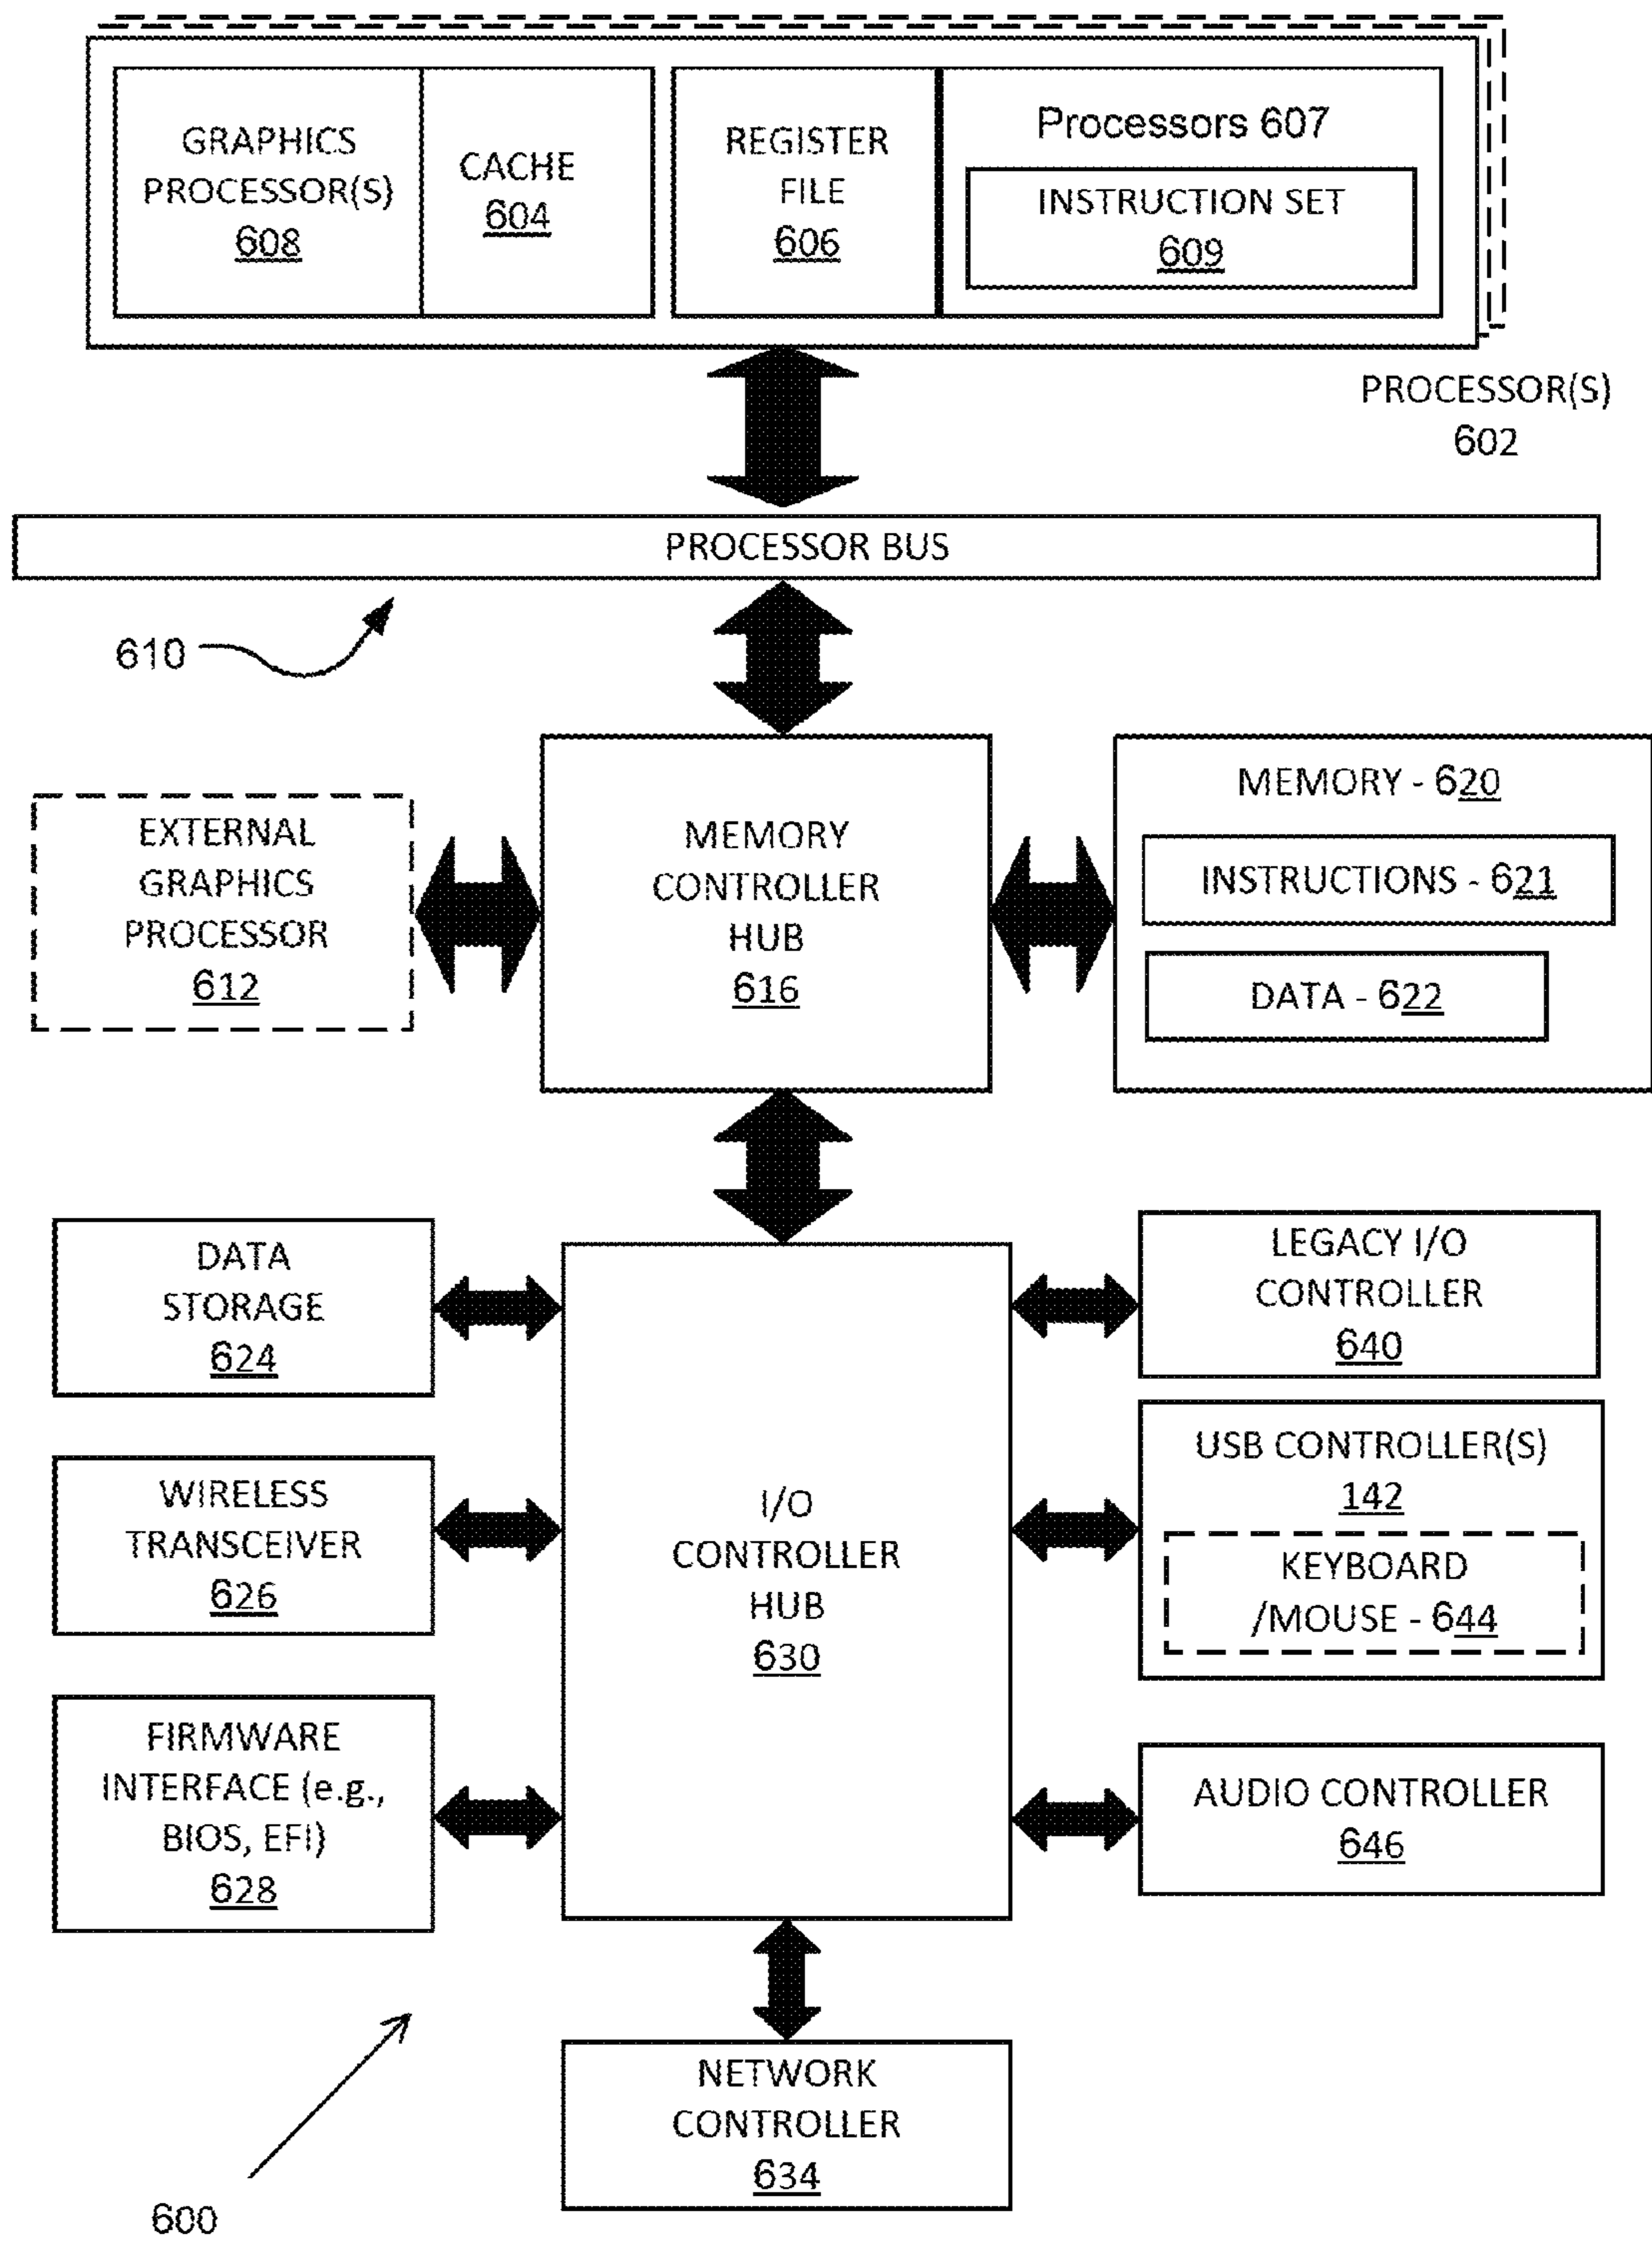 GRAPHICS
PROCESSOR(S)
608
CACHE
604
REGISTER
FILE
606
Processors 607
INSTRUCTION SET
609
PROCESSOR(S)
602
PROCESSOR BUS
610
EXTERNAL
GRAPHICS
PROCESSOR
612
MEMORY
CONTROLLER
HUB
616
MEMORY - 620
INSTRUCTIONS - 621
DATA - 622
DATA
STORAGE
624
WIRELESS
TRANSCEIVER
626
FIRMWARE
INTERFACE (e.g.,
BIOS, EFI)
628
I/O
CONTROLLER
HUB
630
LEGACY I/O
CONTROLLER
640
USB CONTROLLER(S)
142
KEYBOARD
/MOUSE - 644
AUDIO CONTROLLER
646
NETWORK
CONTROLLER
634
600